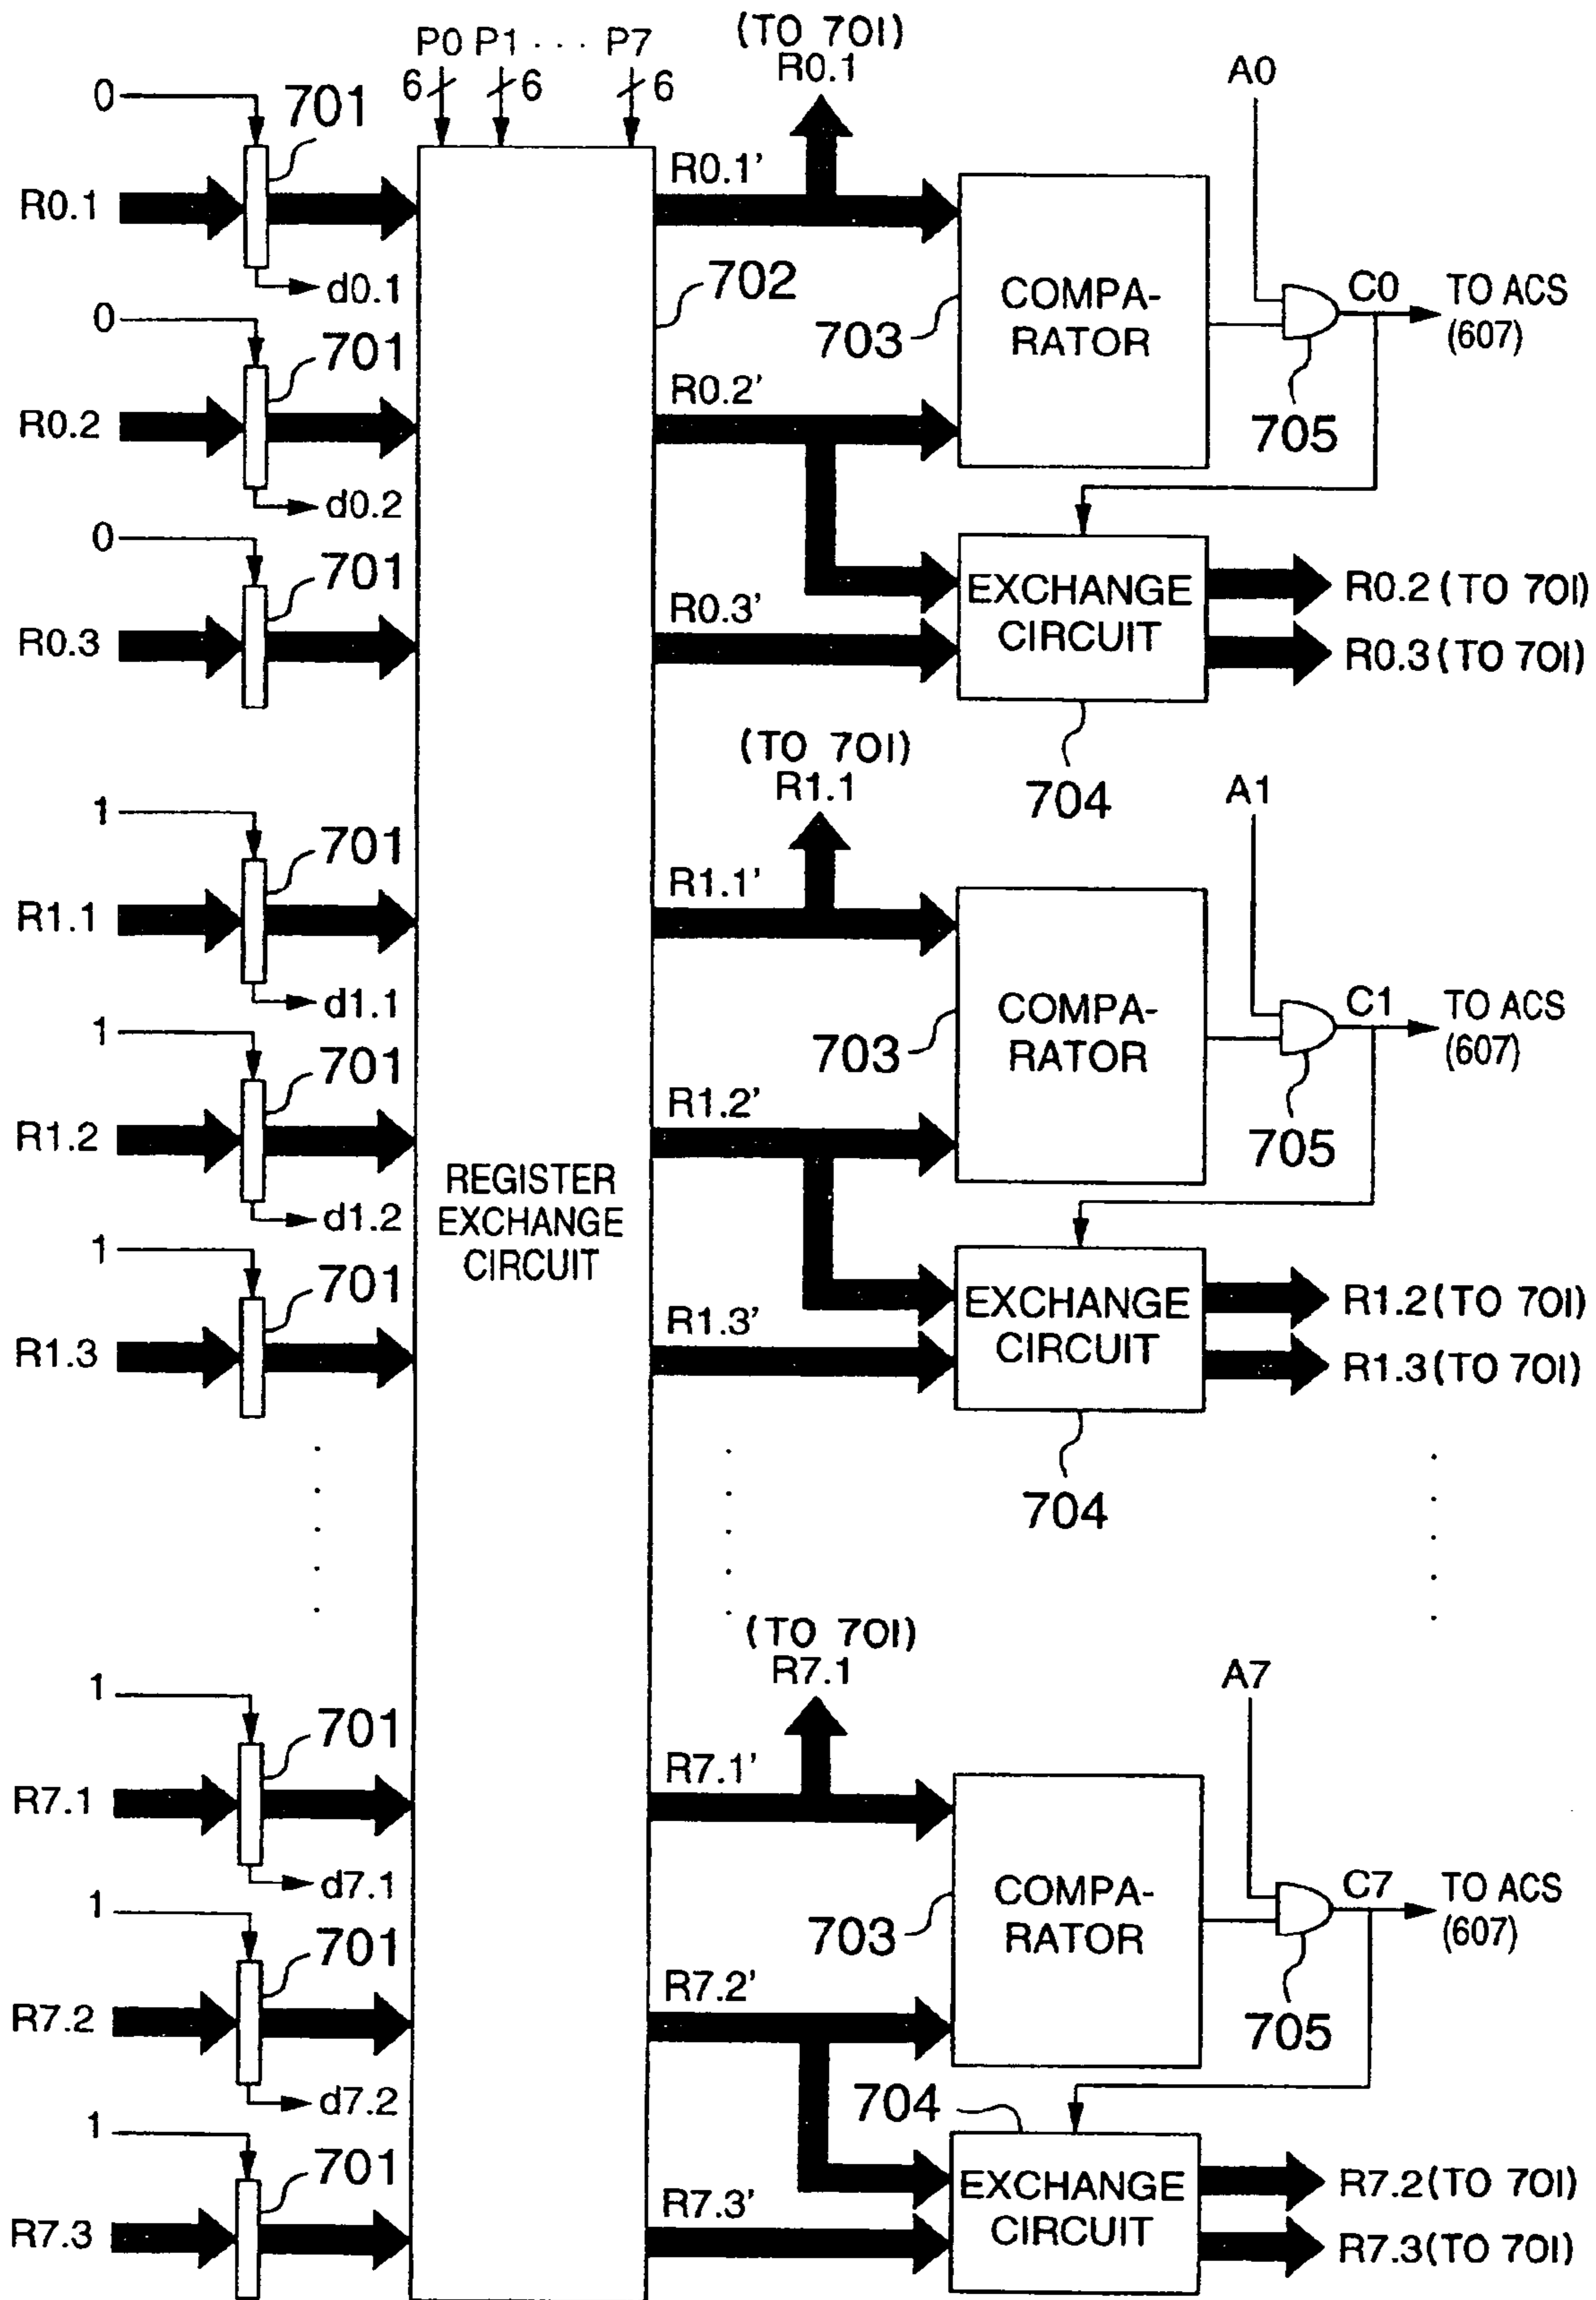 P0 P1 · · · P7
6 6 6
(TO 701)
R0.1
A0
0
701
R0.1
R0.1'
d0.1
702
COMPA-
RATOR
703
C0
TO ACS
(607)
705
0
701
R0.2
R0.2'
d0.2
0
701
R0.3
R0.3'
EXCHANGE
CIRCUIT
R0.2 (TO 701)
R0.3 (TO 701)
704
(TO 701)
R1.1
A1
1
701
R1.1
R1.1'
d1.1
COMPA-
RATOR
703
C1
TO ACS
(607)
705
1
701
R1.2
R1.2'
d1.2
REGISTER
EXCHANGE
CIRCUIT
1
701
R1.3
R1.3'
EXCHANGE
CIRCUIT
R1.2 (TO 701)
R1.3 (TO 701)
704
(TO 701)
R7.1
A7
1
701
R7.1
R7.1'
d7.1
COMPA-
RATOR
703
C7
TO ACS
(607)
705
1
701
R7.2
R7.2'
d7.2
704
1
701
R7.3
R7.3'
EXCHANGE
CIRCUIT
R7.2 (TO 701)
R7.3 (TO 701)